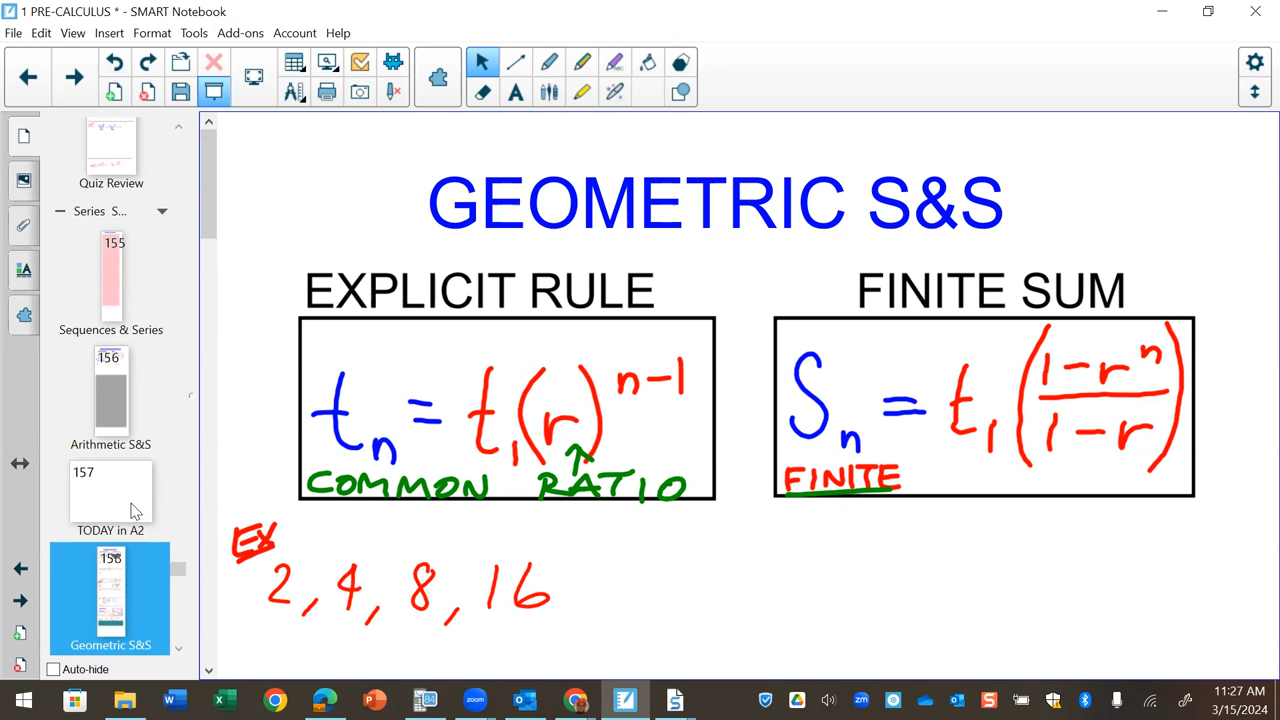 1 PRE-CALCULUS * - SMART Notebook
File Edit View Insert Format Tools Add-ons Account Help
Quiz Review
Series S...
155
Sequences & Series
156
Arithmetic S&S
157
TODAY in A2
158
Geometric S&S
Auto-hide
GEOMETRIC S&S
EXPLICIT RULE
tₙ = t₁(r)ⁿ⁻¹
↑
COMMON RATIO
FINITE SUM
Sₙ = t₁((1-rⁿ)/(1-r))
FINITE
EX
2, 4, 8, 16
84
zoom
zm
11:27 AM
3/15/2024